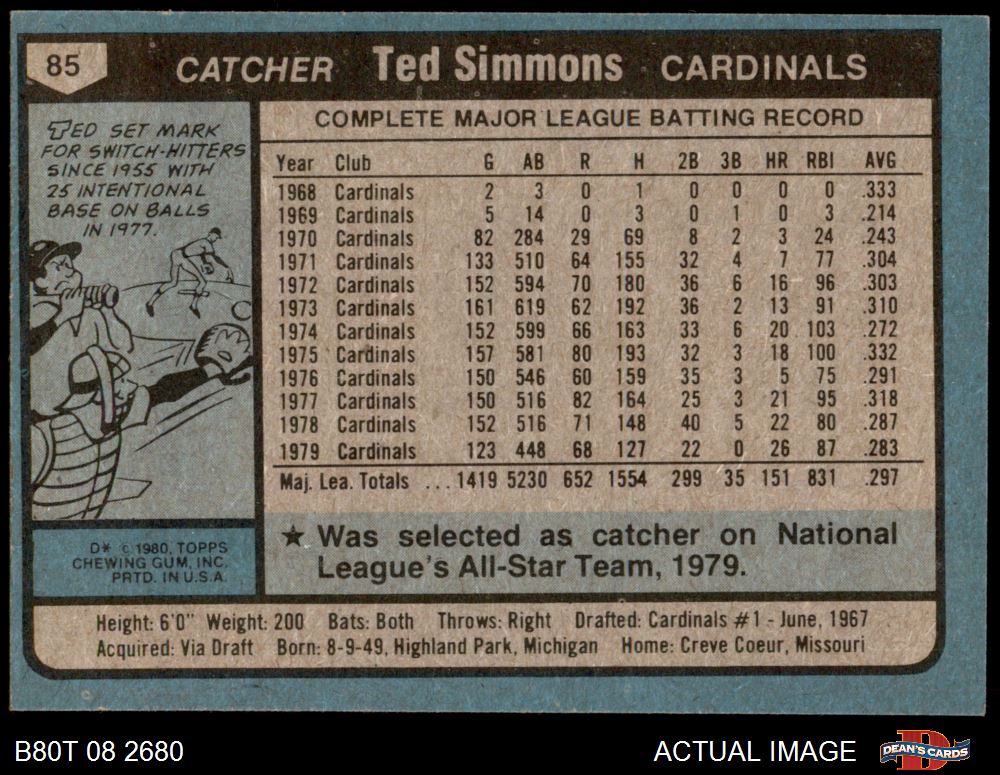 85 CATCHER Ted Simmons CARDINALS
TED SET MARK
FOR SWITCH-HITTERS
SINCE 1955 WITH
25 INTENTIONAL
BASE ON BALLS
IN 1977.
COMPLETE MAJOR LEAGUE BATTING RECORD
Year Club G AB R H 2B 3B HR RBI AVG
1968 Cardinals 2 3 0 1 0 0 0 0 .333
1969 Cardinals 5 14 0 3 0 1 0 3 .214
1970 Cardinals 82 284 29 69 8 2 3 24 .243
1971 Cardinals 133 510 64 155 32 4 7 77 .304
1972 Cardinals 152 594 70 180 36 6 16 96 .303
1973 Cardinals 161 619 62 192 36 2 13 91 .310
1974 Cardinals 152 599 66 163 33 6 20 103 .272
1975 Cardinals 157 581 80 193 32 3 18 100 .332
1976 Cardinals 150 546 60 159 35 3 5 75 .291
1977 Cardinals 150 516 82 164 25 3 21 95 .318
1978 Cardinals 152 516 71 148 40 5 22 80 .287
1979 Cardinals 123 448 68 127 22 0 26 87 .283
Maj. Lea. Totals ...1419 5230 652 1554 299 35 151 831 .297
★ Was selected as catcher on National
League's All-Star Team, 1979.
D* © 1980, TOPPS
CHEWING GUM, INC.
PRTD. IN U.S.A.
Height: 6'0" Weight: 200 Bats: Both Throws: Right Drafted: Cardinals #1 - June, 1967
Acquired: Via Draft Born: 8-9-49, Highland Park, Michigan Home: Creve Coeur, Missouri
B80T 08 2680 ACTUAL IMAGE DEAN'S CARDS